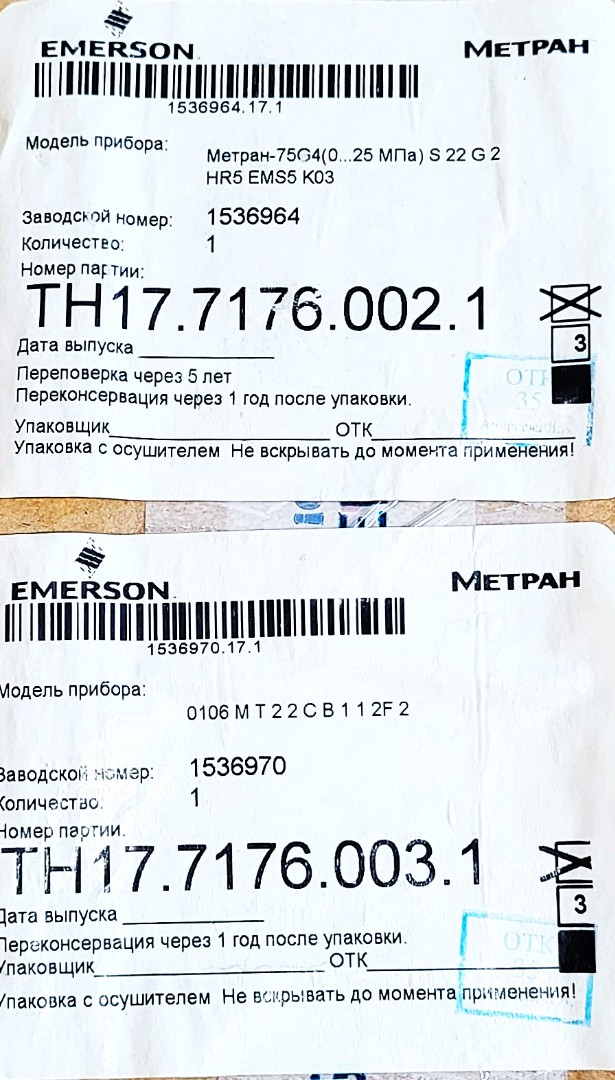 EMERSON
МЕТРАН
1536964.17.1
Модель прибора:
Метран-75G4(0...25 МПа) S 22 G 2
HR5 EMS5 K03
Заводской номер: 1536964
Количество: 1
Номер партии:
ТН17.7176.002.1
3
Дата выпуска
Переповерка через 5 лет
Переконсервация через 1 год после упаковки.
ОТК
35
Упаковщик ОТК
Упаковка с осушителем Не вскрывать до момента применения!
EMERSON
МЕТРАН
1536970.17.1
Модель прибора:
0106 M T 2 2 C B 1 1 2F 2
Заводской номер: 1536970
Количество: 1
Номер партии.
ТН17.7176.003.1
3
Дата выпуска
Переконсервация через 1 год после упаковки.
ОТК
Упаковщик ОТК
Упаковка с осушителем Не вскрывать до момента применения!